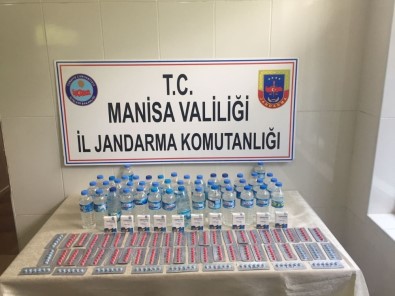 T.C.
MANİSA VALİLİĞİ
İL JANDARMA KOMUTANLIĞI